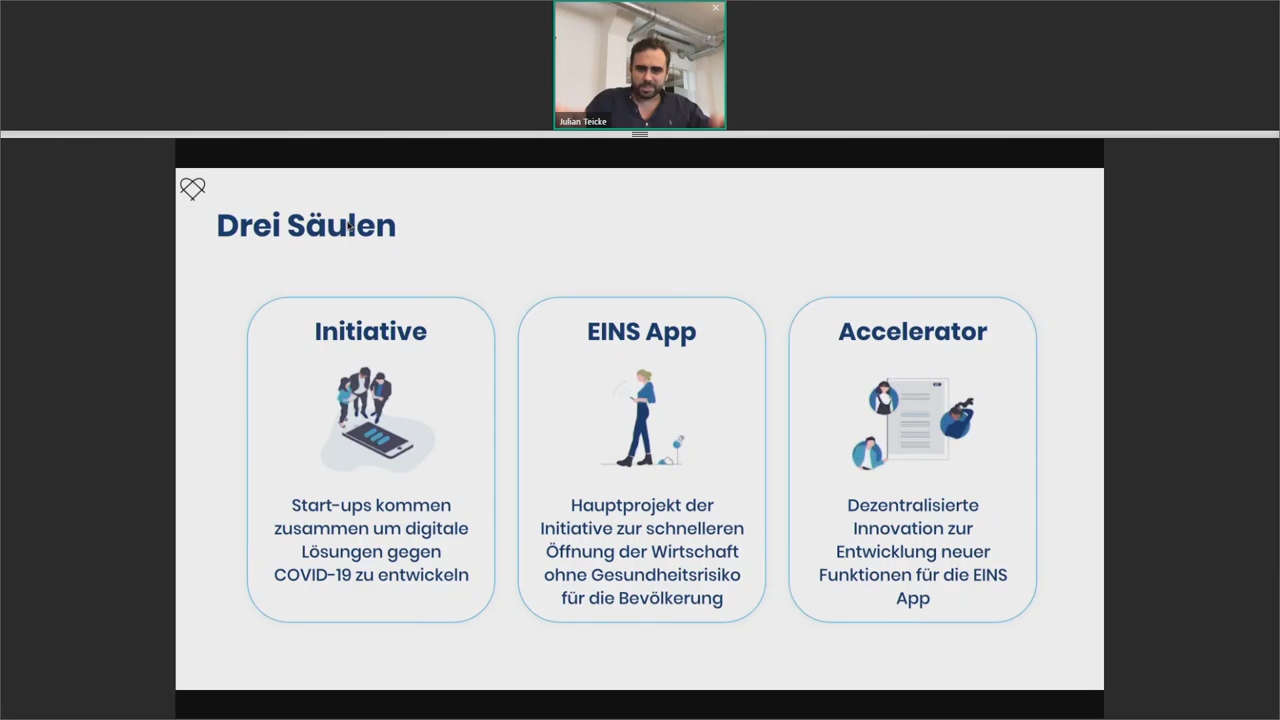 Julian Teicke
Drei Säulen
Initiative
Start-ups kommen
zusammen um digitale
Lösungen gegen
COVID-19 zu entwickeln
EINS App
Hauptprojekt der
Initiative zur schnelleren
Öffnung der Wirtschaft
ohne Gesundheitsrisiko
für die Bevölkerung
Accelerator
Dezentralisierte
Innovation zur
Entwicklung neuer
Funktionen für die EINS
App